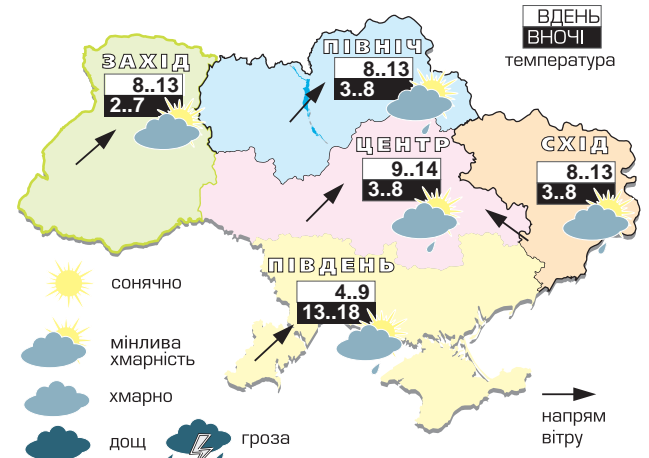 ВДЕНЬ
ВНОЧІ
температура
ПІВНІЧ
8..13
3..8
ЗАХІД
8..13
2..7
ЦЕНТР
9..14
3..8
СХІД
8..13
3..8
ПІВДЕНЬ
4..9
13..18
сонячно
мінлива
хмарність
хмарно
дощ
гроза
напрям
вітру